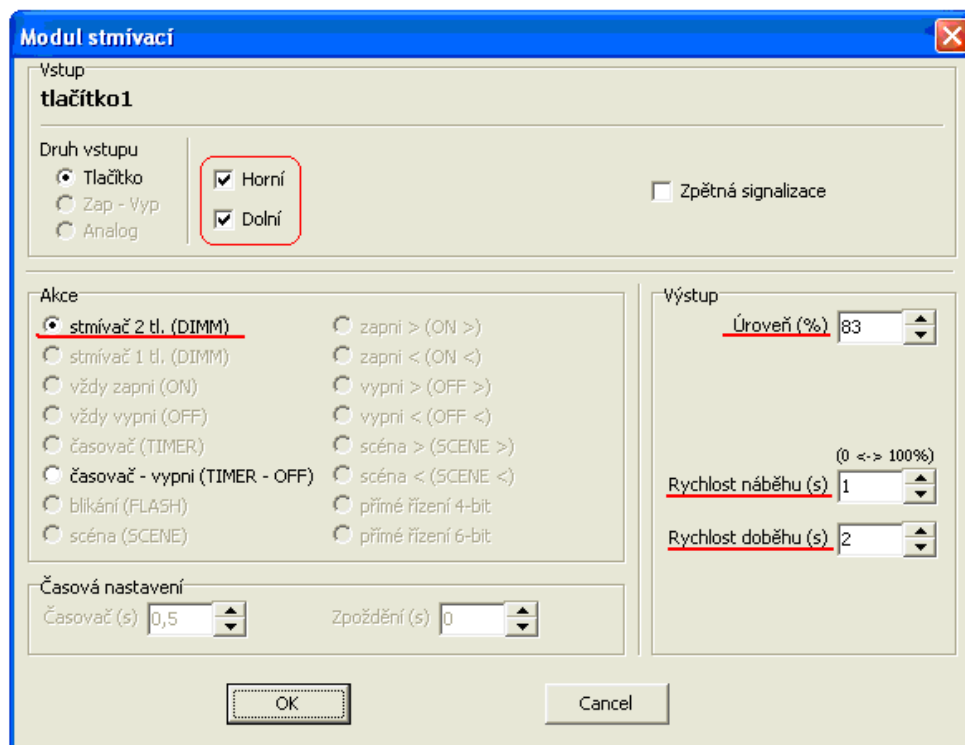 Modul stmívací
Vstup
tlačítko1
Druh vstupu
Tlačítko
Zap - Vyp
Analog
Horní
Dolní
Zpětná signalizace
Akce
stmívač 2 tl. (DIMM)
stmívač 1 tl. (DIMM)
vždy zapni (ON)
vždy vypni (OFF)
časovač (TIMER)
časovač - vypni (TIMER - OFF)
blikání (FLASH)
scéna (SCENE)
zapni > (ON >)
zapni < (ON <)
vypni > (OFF >)
vypni < (OFF <)
scéna > (SCENE >)
scéna < (SCENE <)
přímé řízení 4-bit
přímé řízení 6-bit
Výstup
Úroveň (%) 83
(0 <-> 100%)
Rychlost náběhu (s) 1
Rychlost doběhu (s) 2
Časová nastavení
Časovač (s) 0,5 Zpoždění (s) 0
OK Cancel